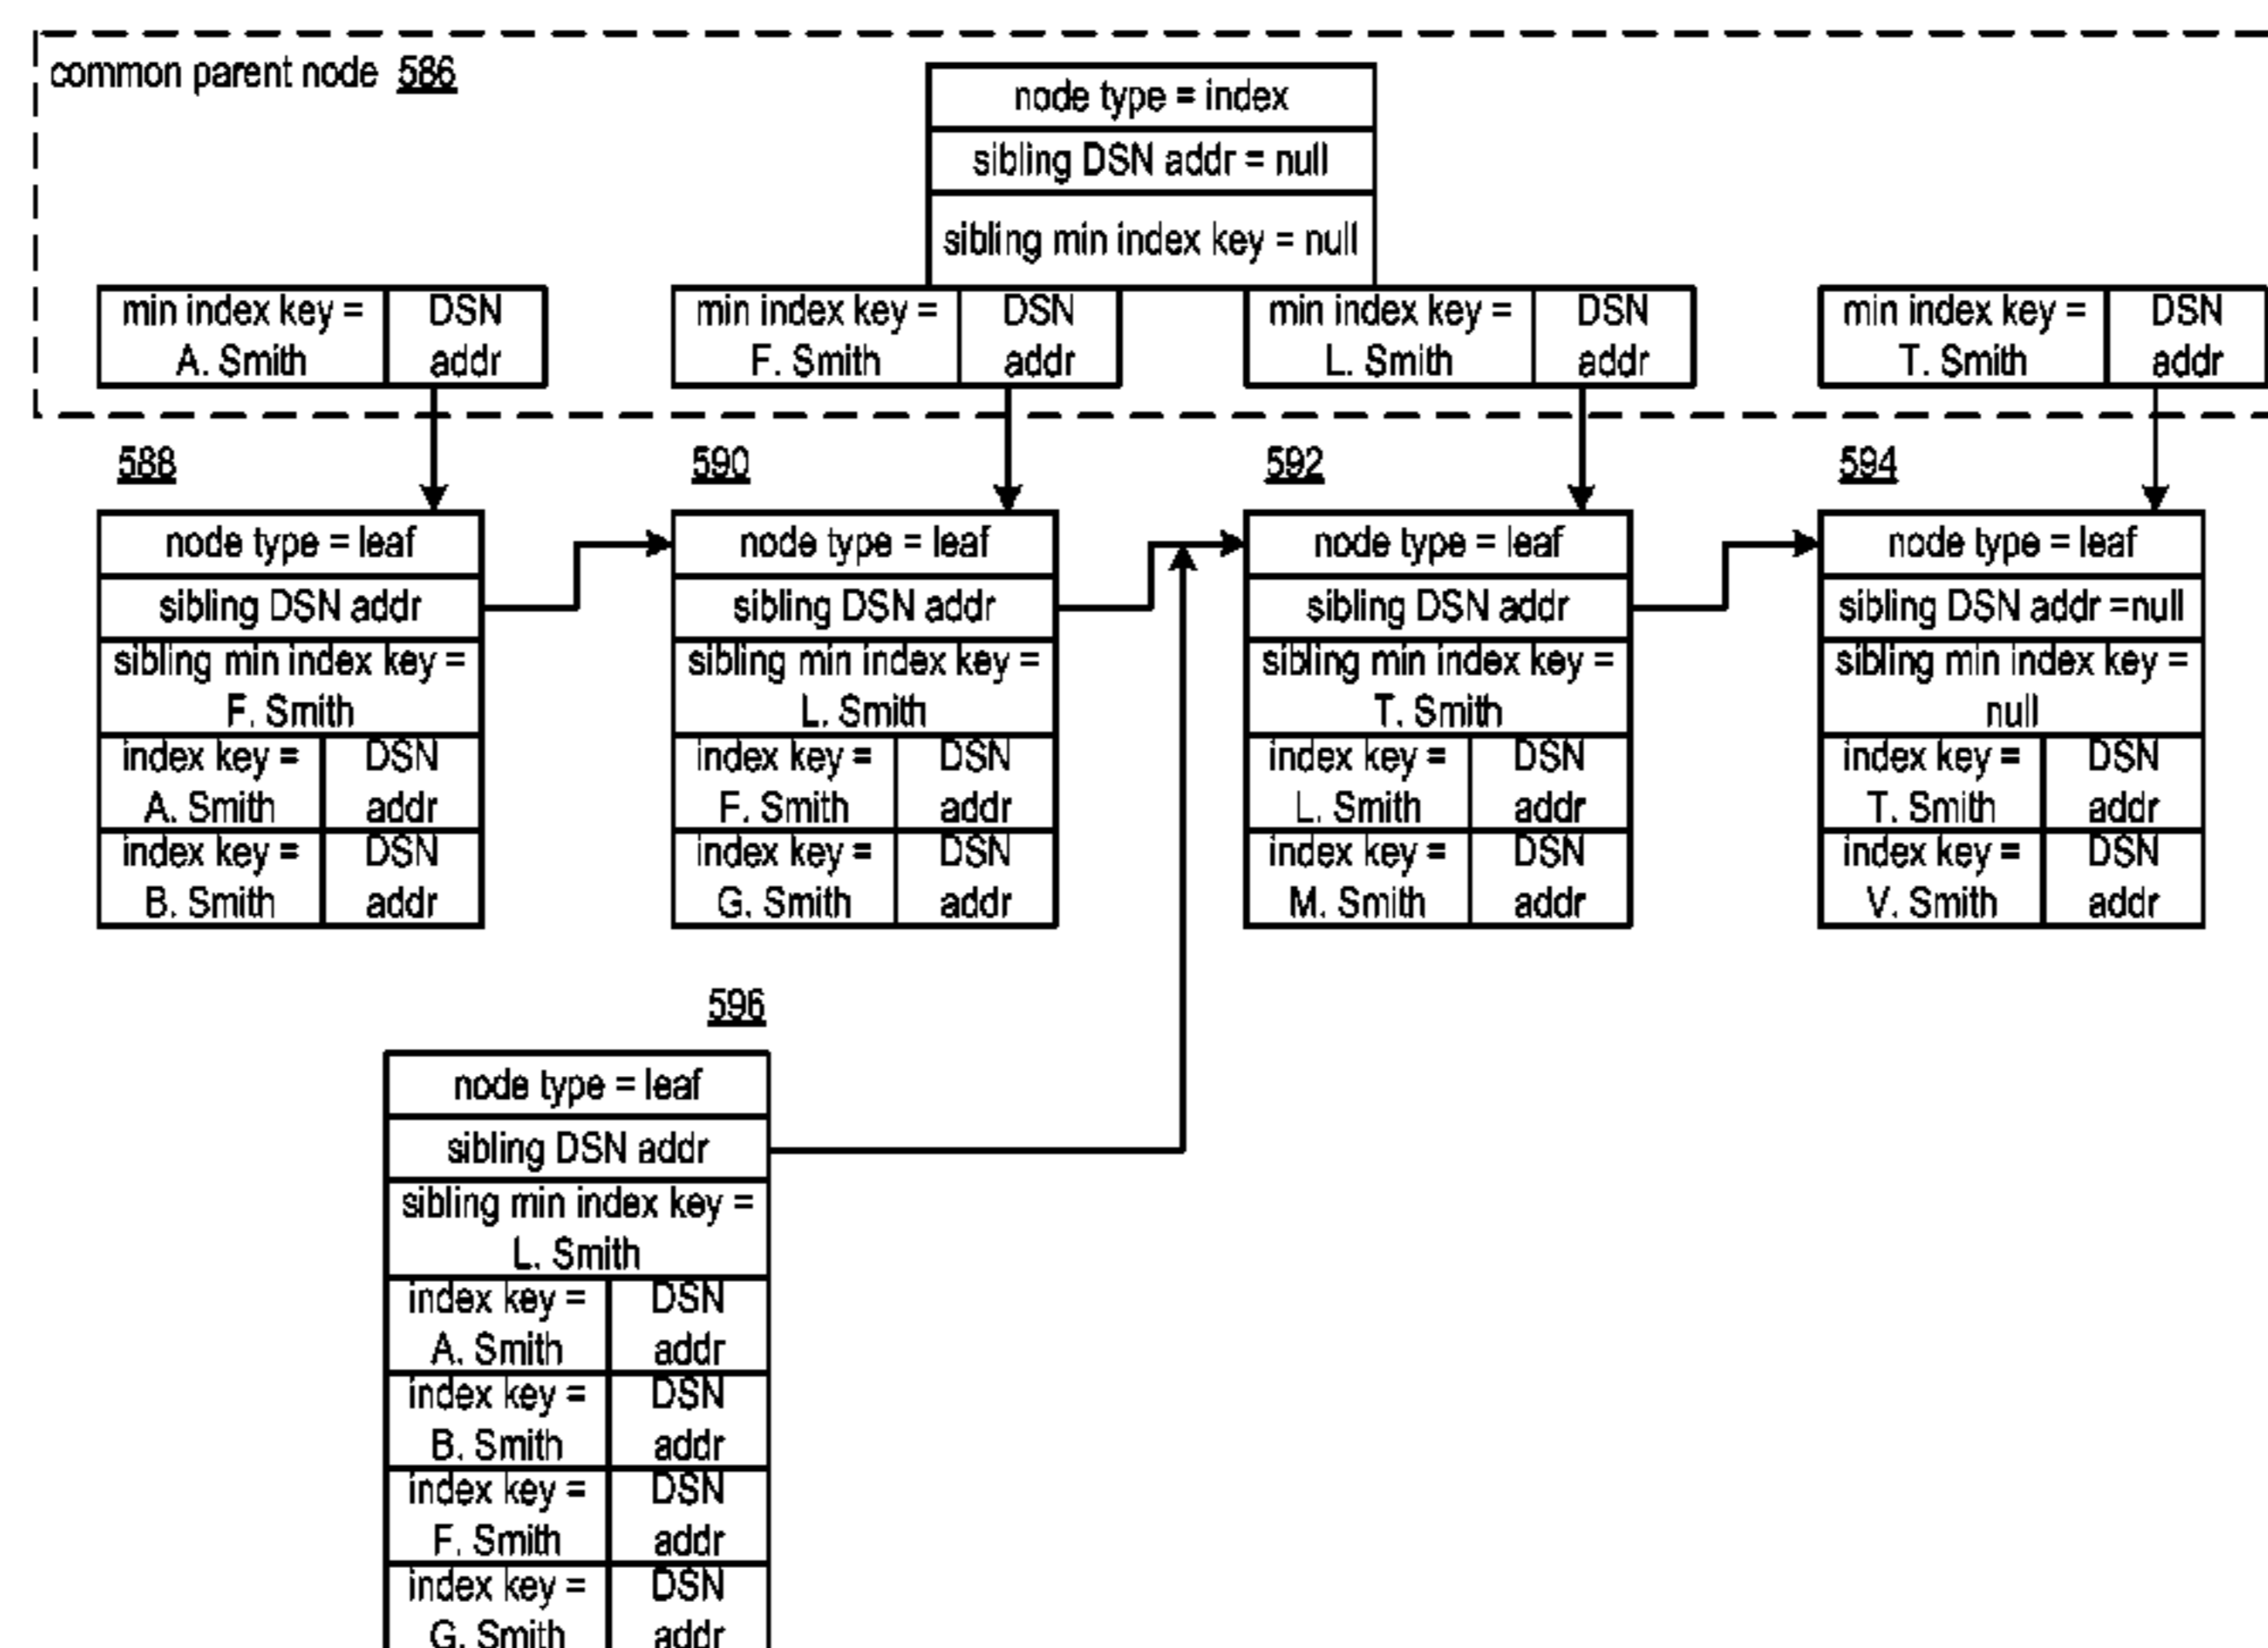 common parent node 586
node type = index
sibling DSN addr = null
sibling min index key = null
min index key =
A. Smith
DSN
addr
min index key =
F. Smith
DSN
addr
min index key =
L. Smith
DSN
addr
min index key =
T. Smith
DSN
addr
588
node type = leaf
sibling DSN addr
sibling min index key =
F. Smith
index key =
A. Smith
DSN
addr
index key =
B. Smith
DSN
addr
590
node type = leaf
sibling DSN addr
sibling min index key =
L. Smith
index key =
F. Smith
DSN
addr
index key =
G. Smith
DSN
addr
592
node type = leaf
sibling DSN addr
sibling min index key =
T. Smith
index key =
L. Smith
DSN
addr
index key =
M. Smith
DSN
addr
594
node type = leaf
sibling DSN addr =null
sibling min index key =
null
index key =
T. Smith
DSN
addr
index key =
V. Smith
DSN
addr
596
node type = leaf
sibling DSN addr
sibling min index key =
L. Smith
index key =
A. Smith
DSN
addr
index key =
B. Smith
DSN
addr
index key =
F. Smith
DSN
addr
index key =
G. Smith
DSN
addr